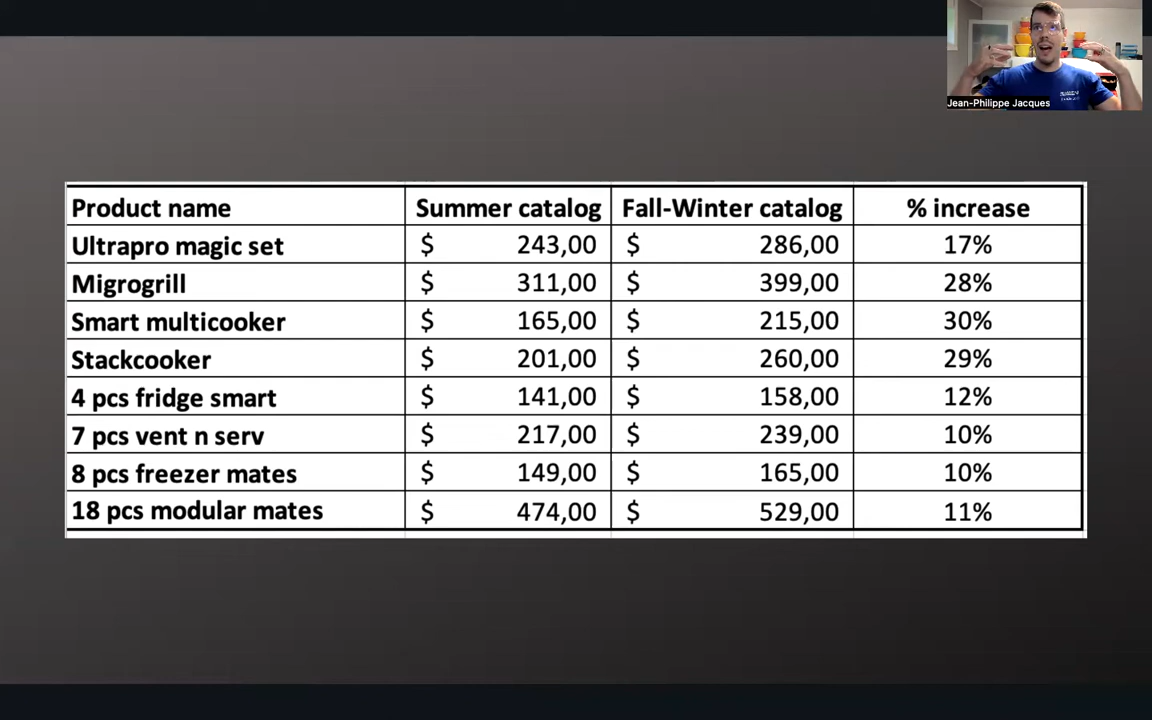 Jean-Philippe Jacques
Product name Summer catalog Fall-Winter catalog % increase
Ultrapro magic set $ 243,00 $ 286,00 17%
Migrogrill $ 311,00 $ 399,00 28%
Smart multicooker $ 165,00 $ 215,00 30%
Stackcooker $ 201,00 $ 260,00 29%
4 pcs fridge smart $ 141,00 $ 158,00 12%
7 pcs vent n serv $ 217,00 $ 239,00 10%
8 pcs freezer mates $ 149,00 $ 165,00 10%
18 pcs modular mates $ 474,00 $ 529,00 11%